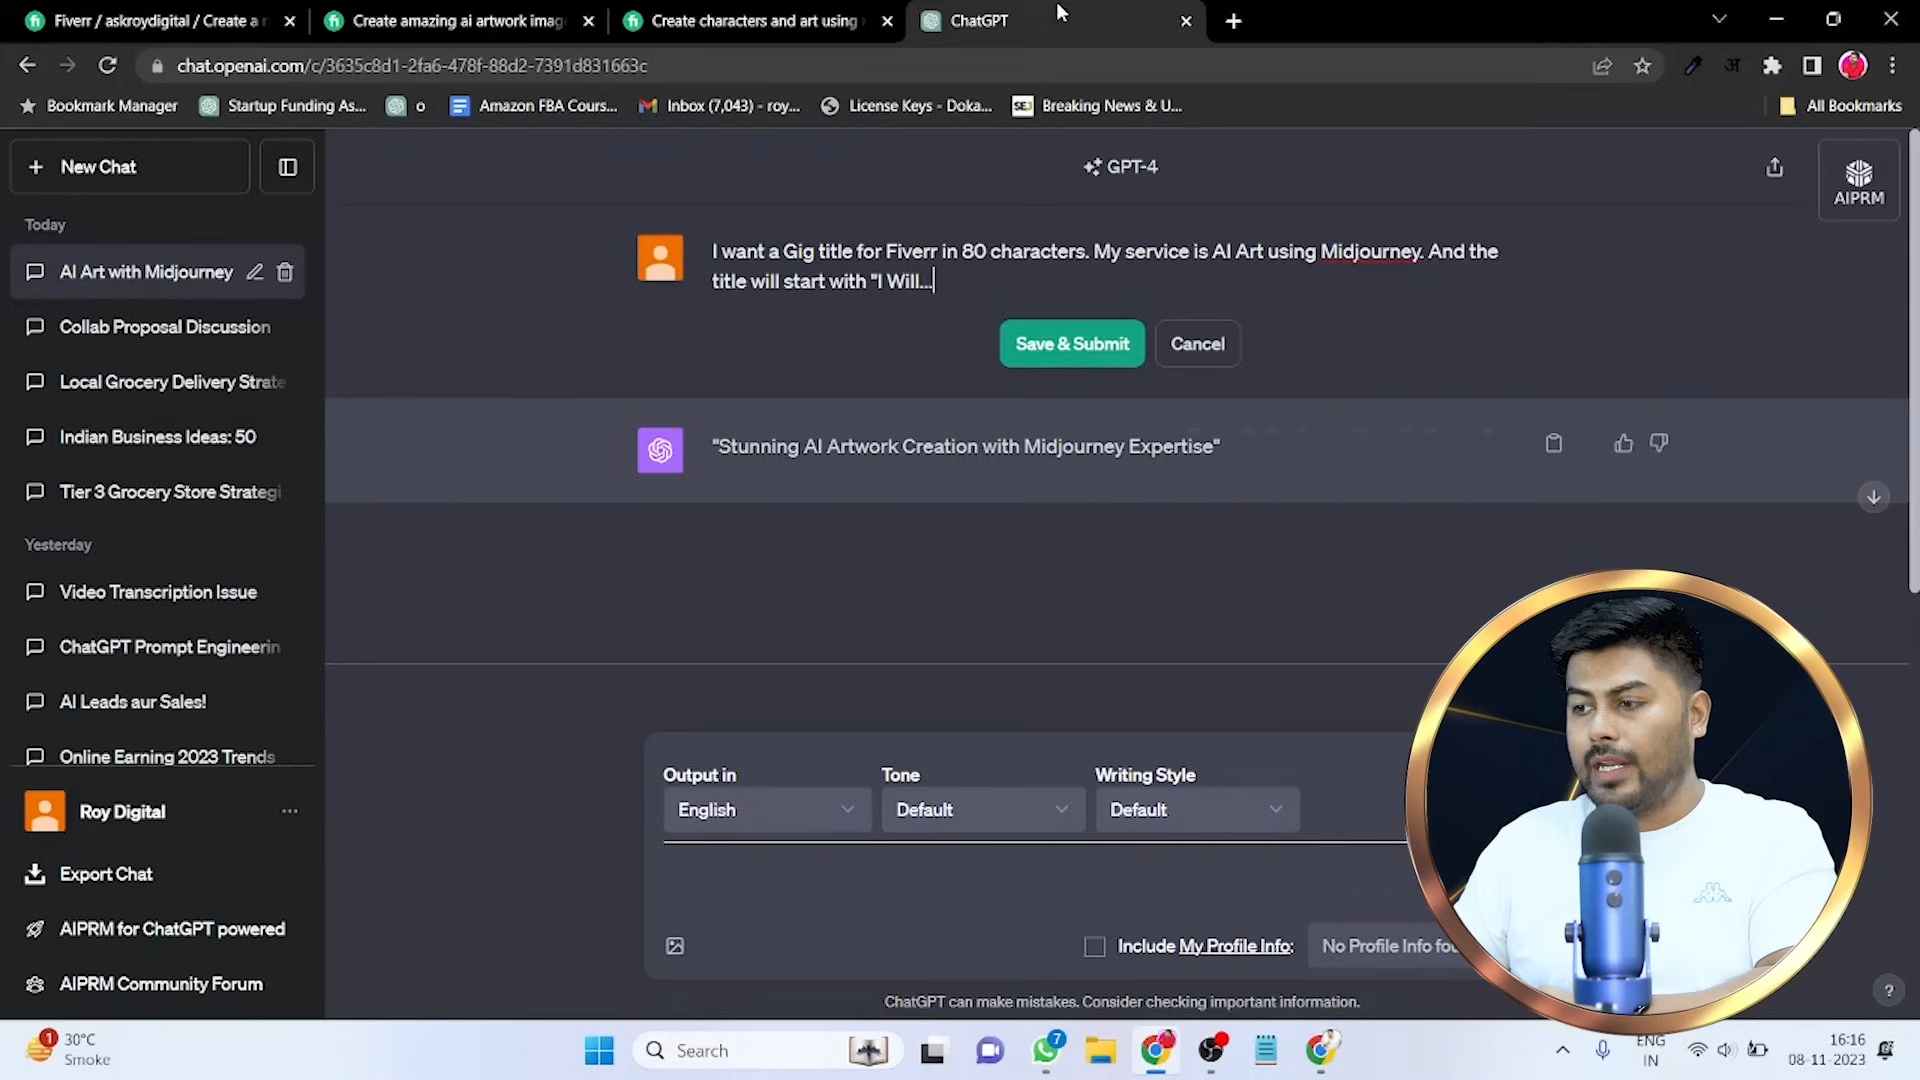 Fiverr / askroydigital / Create a
Create amazing ai artwork imag
Create characters and art using
ChatGPT
chat.openai.com/c/3635c8d1-2fa6-478f-88d2-7391d831663c
Bookmark Manager
Startup Funding As...
o
Amazon FBA Cours...
Inbox (7,043) - roy...
License Keys - Doka...
SEJ
Breaking News & U...
All Bookmarks
New Chat
GPT-4
AIPRM
Today
AI Art with Midjourney
Collab Proposal Discussion
Local Grocery Delivery Strate
Indian Business Ideas: 50
Tier 3 Grocery Store Strategi
Yesterday
Video Transcription Issue
ChatGPT Prompt Engineerin
AI Leads aur Sales!
Online Earning 2023 Trends
Roy Digital
Export Chat
AIPRM for ChatGPT powered
AIPRM Community Forum
I want a Gig title for Fiverr in 80 characters. My service is AI Art using Midjourney. And the
title will start with "I Will...
Save & Submit
Cancel
"Stunning AI Artwork Creation with Midjourney Expertise"
Output in
Tone
Writing Style
English
Default
Default
Include My Profile Info:
No Profile Info fou
ChatGPT can make mistakes. Consider checking important information.
?
1
30°C
Smoke
Search
7
ENG
IN
16:16
08-11-2023